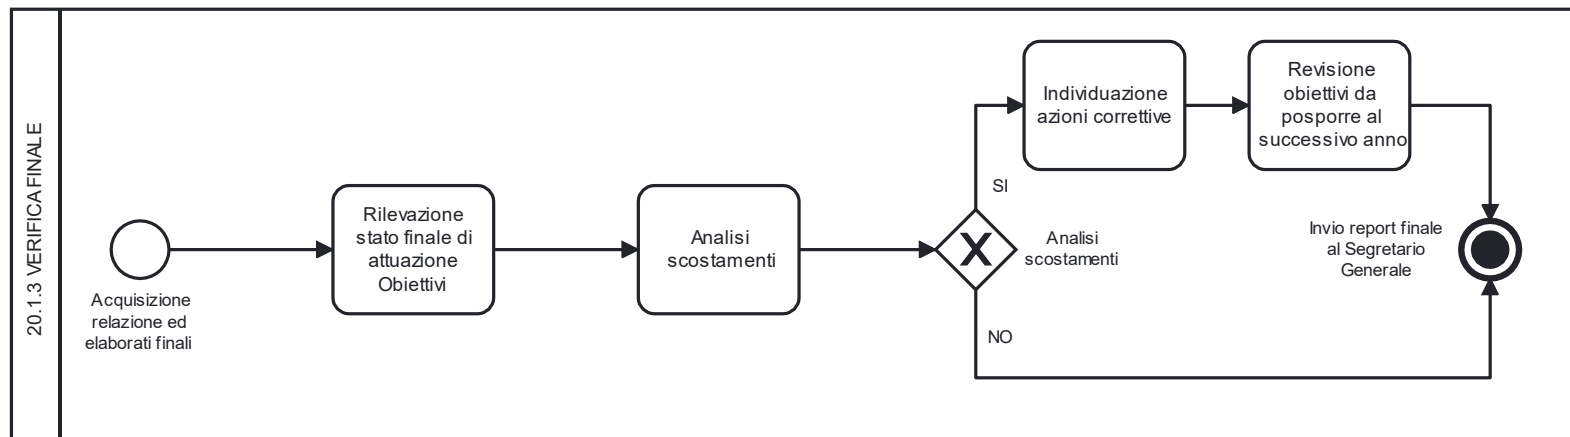 20.1.3 VERIFICA FINALE
Acquisizione
relazione ed
elaborati finali
Rilevazione
stato finale di
attuazione
Obiettivi
Analisi
scostamenti
Analisi
scostamenti
SI
NO
Individuazione
azioni correttive
Revisione
obiettivi da
posporre al
successivo anno
Invio report finale
al Segretario
Generale